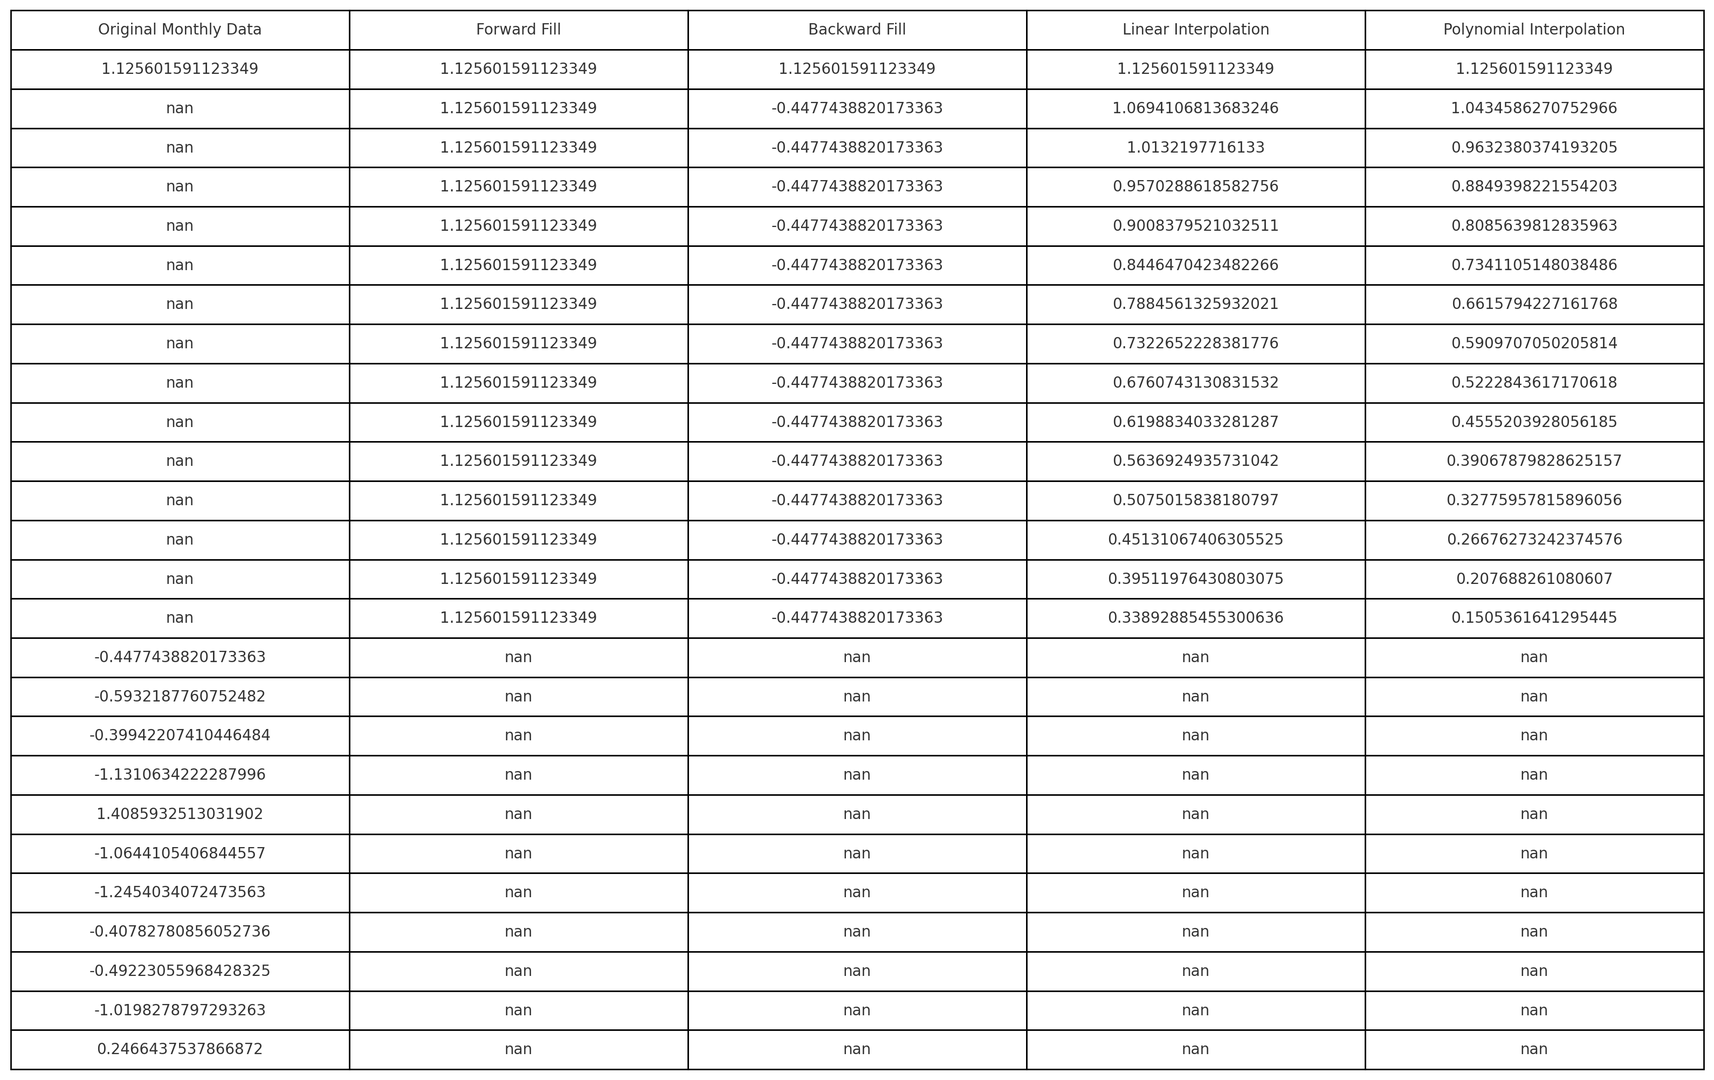 Original Monthly Data Forward Fill Backward Fill Linear Interpolation Polynomial Interpolation
1.125601591123349 1.125601591123349 1.125601591123349 1.125601591123349 1.125601591123349
nan 1.125601591123349 -0.4477438820173363 1.0694106813683246 1.0434586270752966
nan 1.125601591123349 -0.4477438820173363 1.0132197716133 0.9632380374193205
nan 1.125601591123349 -0.4477438820173363 0.9570288618582756 0.8849398221554203
nan 1.125601591123349 -0.4477438820173363 0.9008379521032511 0.8085639812835963
nan 1.125601591123349 -0.4477438820173363 0.8446470423482266 0.7341105148038486
nan 1.125601591123349 -0.4477438820173363 0.7884561325932021 0.6615794227161768
nan 1.125601591123349 -0.4477438820173363 0.7322652228381776 0.5909707050205814
nan 1.125601591123349 -0.4477438820173363 0.6760743130831532 0.5222843617170618
nan 1.125601591123349 -0.4477438820173363 0.6198834033281287 0.4555203928056185
nan 1.125601591123349 -0.4477438820173363 0.5636924935731042 0.39067879828625157
nan 1.125601591123349 -0.4477438820173363 0.5075015838180797 0.32775957815896056
nan 1.125601591123349 -0.4477438820173363 0.45131067406305525 0.26676273242374576
nan 1.125601591123349 -0.4477438820173363 0.39511976430803075 0.207688261080607
nan 1.125601591123349 -0.4477438820173363 0.33892885455300636 0.1505361641295445
-0.4477438820173363 nan nan nan nan
-0.5932187760752482 nan nan nan nan
-0.39942207410446484 nan nan nan nan
-1.1310634222287996 nan nan nan nan
1.4085932513031902 nan nan nan nan
-1.0644105406844557 nan nan nan nan
-1.2454034072473563 nan nan nan nan
-0.40782780856052736 nan nan nan nan
-0.49223055968428325 nan nan nan nan
-1.0198278797293263 nan nan nan nan
0.2466437537866872 nan nan nan nan